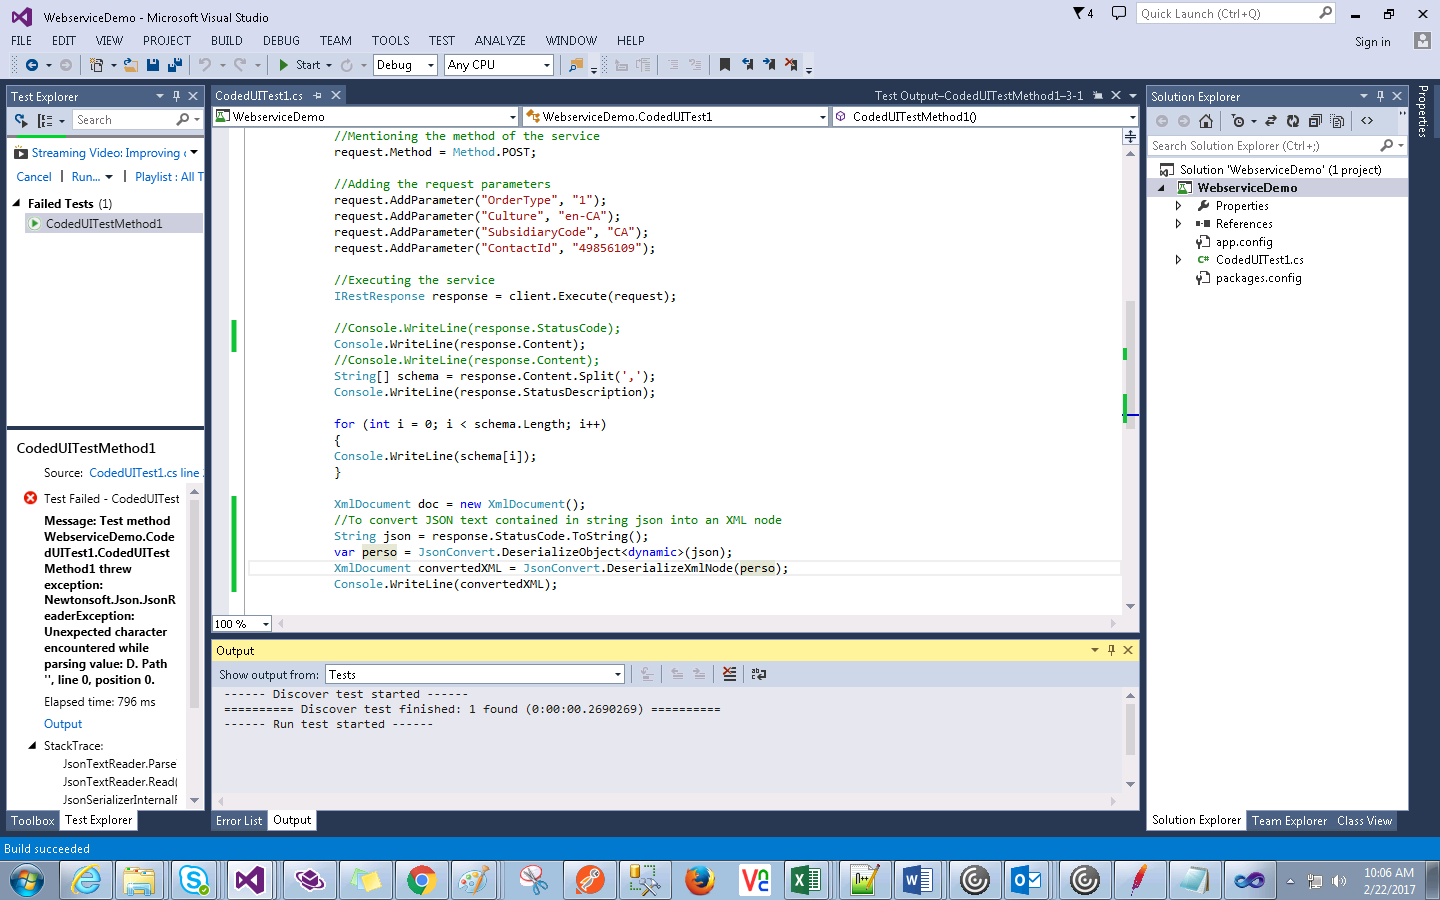 WebserviceDemo - Microsoft Visual Studio
4
Quick Launch (Ctrl+Q)
FILE EDIT VIEW PROJECT BUILD DEBUG TEAM TOOLS TEST ANALYZE WINDOW HELP
Sign in
Start Debug Any CPU
Test Explorer
Search
Streaming Video: Improving
Cancel | Run... | Playlist : All T
Failed Tests (1)
CodedUITestMethod1
CodedUITestMethod1
Source: CodedUITest1.cs line
Test Failed - CodedUITest
Message: Test method
WebserviceDemo.Code
dUITest1.CodedUITest
Method1 threw
exception:
Newtonsoft.Json.JsonR
eaderException:
Unexpected character
encountered while
parsing value: D. Path
'', line 0, position 0.
Elapsed time: 796 ms
Output
StackTrace:
JsonTextReader.Parse
JsonTextReader.Read(
JsonSerializerInternalR
Toolbox Test Explorer
CodedUITest1.cs
Test Output–CodedUITestMethod1–3-1
WebserviceDemo
WebserviceDemo.CodedUITest1
CodedUITestMethod1()
//Mentioning the method of the service
request.Method = Method.POST;
//Adding the request parameters
request.AddParameter("OrderType", "1");
request.AddParameter("Culture", "en-CA");
request.AddParameter("SubsidiaryCode", "CA");
request.AddParameter("ContactId", "49856109");
//Executing the service
IRestResponse response = client.Execute(request);
//Console.WriteLine(response.StatusCode);
Console.WriteLine(response.Content);
//Console.WriteLine(response.Content);
String[] schema = response.Content.Split(',');
Console.WriteLine(response.StatusDescription);
for (int i = 0; i < schema.Length; i++)
{
Console.WriteLine(schema[i]);
}
XmlDocument doc = new XmlDocument();
//To convert JSON text contained in string json into an XML node
String json = response.StatusCode.ToString();
var perso = JsonConvert.DeserializeObject<dynamic>(json);
XmlDocument convertedXML = JsonConvert.DeserializeXmlNode(perso);
Console.WriteLine(convertedXML);
100 %
Output
Show output from: Tests
------ Discover test started ------
========== Discover test finished: 1 found (0:00:00.2690269) ==========
------ Run test started ------
Error List Output
Solution Explorer
Search Solution Explorer (Ctrl+;)
Solution 'WebserviceDemo' (1 project)
WebserviceDemo
Properties
References
app.config
C# CodedUITest1.cs
packages.config
Solution Explorer Team Explorer Class View
Properties
Build succeeded
10:06 AM
2/22/2017